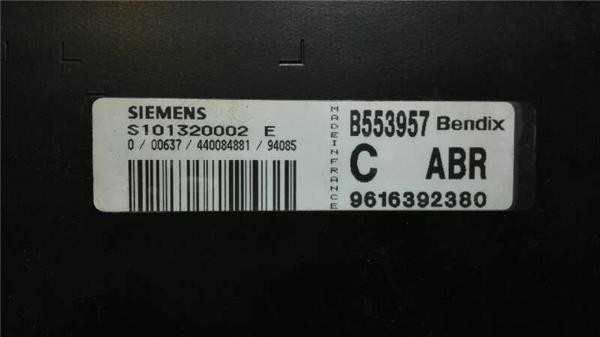 SIEMENS
S101320002 E
0 / 00637 / 440084881 / 94085
MADE IN FRANCE
B553957 Bendix
C ABR
9616392380